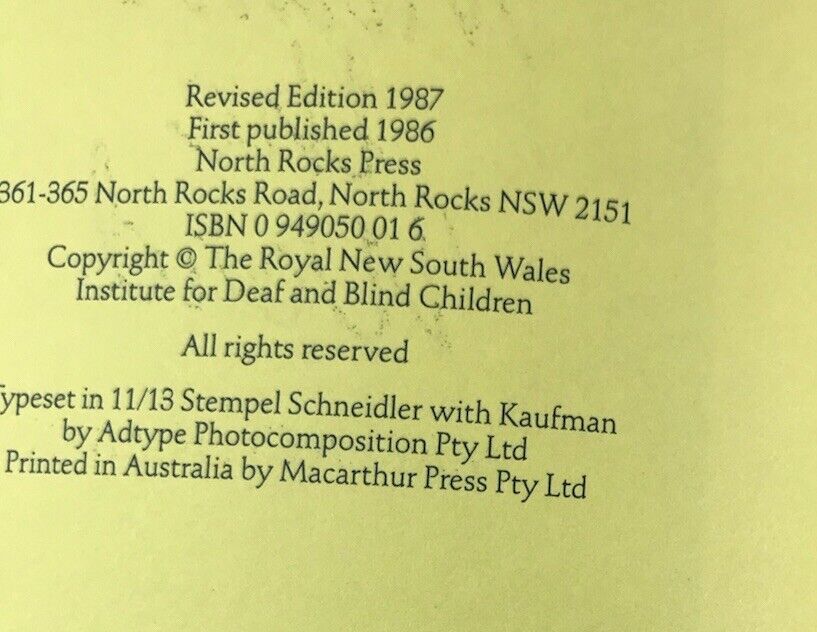 Revised Edition 1987
First published 1986
North Rocks Press
361-365 North Rocks Road, North Rocks NSW 2151
ISBN 0 949050 01 6
Copyright © The Royal New South Wales
Institute for Deaf and Blind Children
All rights reserved
Typeset in 11/13 Stempel Schneidler with Kaufman
by Adtype Photocomposition Pty Ltd
Printed in Australia by Macarthur Press Pty Ltd